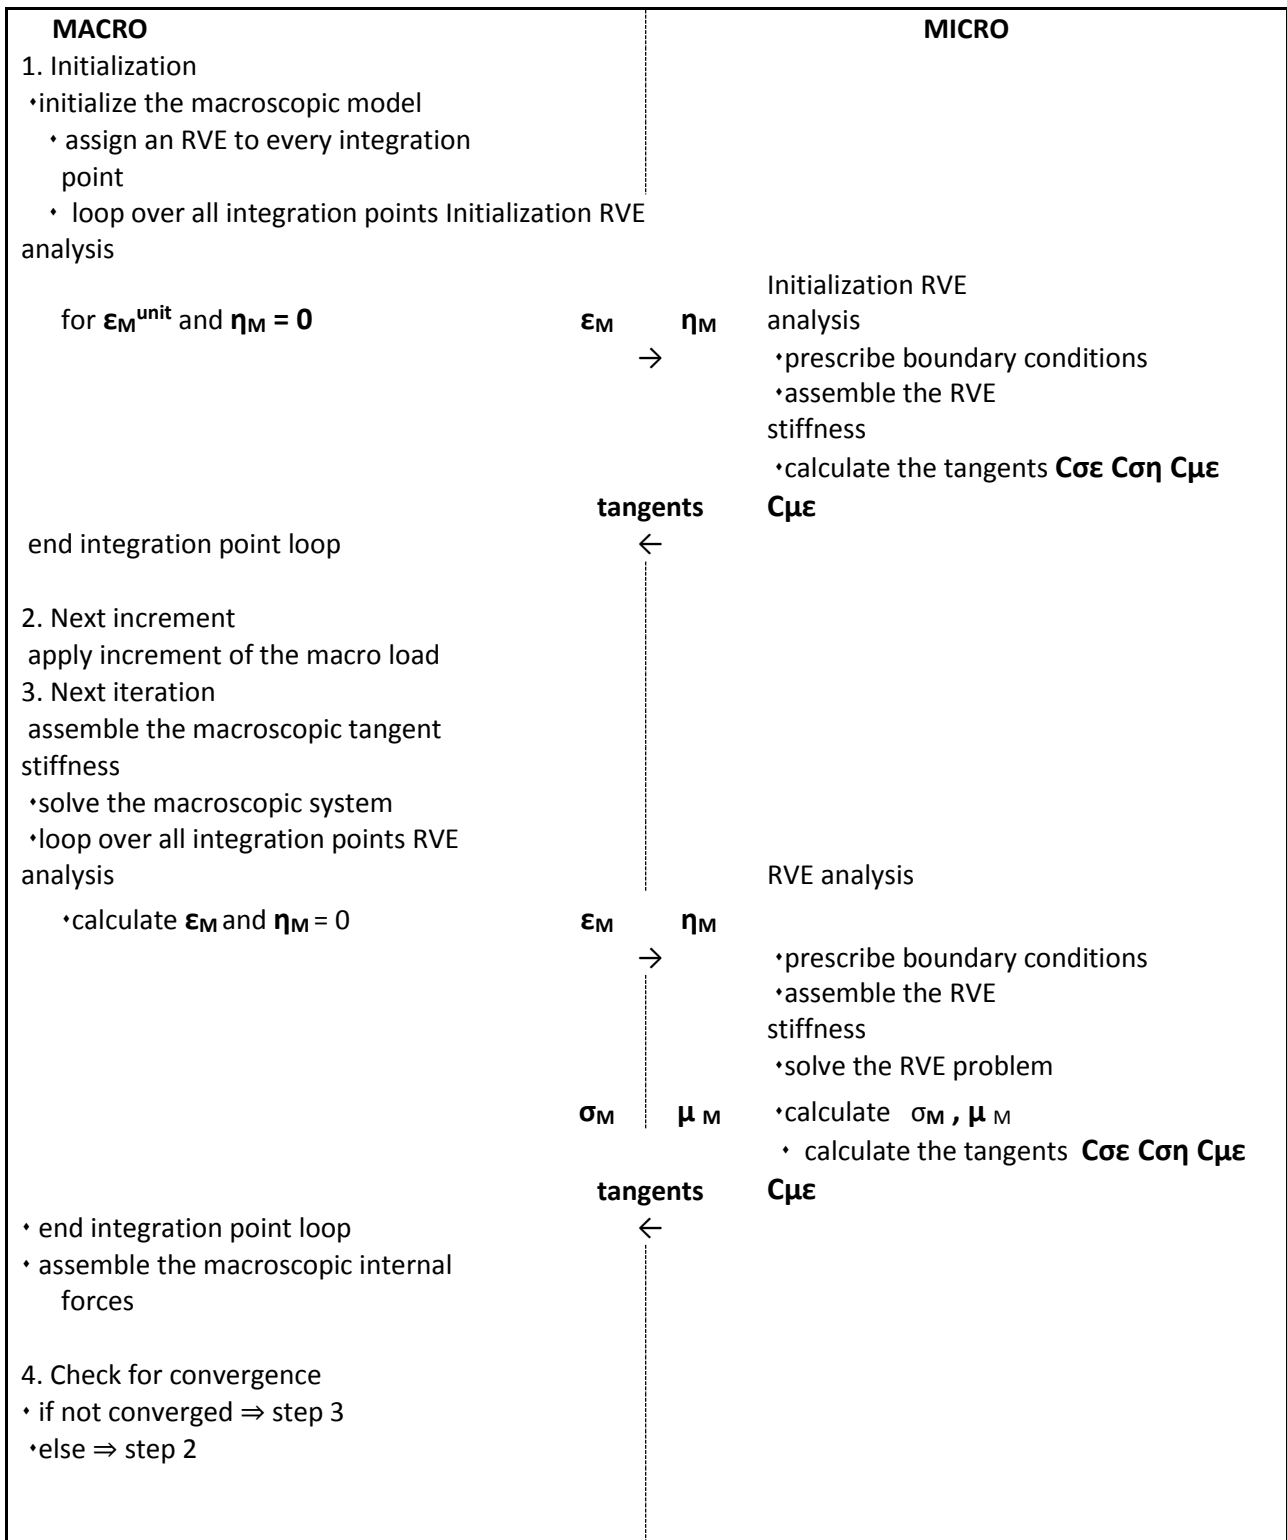 MACRO MICRO
1. Initialization
•initialize the macroscopic model
• assign an RVE to every integration
point
• loop over all integration points Initialization RVE
analysis
Initialization RVE
for εM^unit and ηM = 0 εM ηM analysis
→ •prescribe boundary conditions
•assemble the RVE
stiffness
•calculate the tangents Cσε Cση Cμε
tangents Cμε
end integration point loop ←
2. Next increment
apply increment of the macro load
3. Next iteration
assemble the macroscopic tangent
stiffness
•solve the macroscopic system
•loop over all integration points RVE
analysis RVE analysis
•calculate εM and ηM = 0 εM ηM
→ •prescribe boundary conditions
•assemble the RVE
stiffness
•solve the RVE problem
σM μ M •calculate σM , μ M
• calculate the tangents Cσε Cση Cμε
tangents Cμε
• end integration point loop ←
• assemble the macroscopic internal
forces
4. Check for convergence
• if not converged ⇒ step 3
•else ⇒ step 2